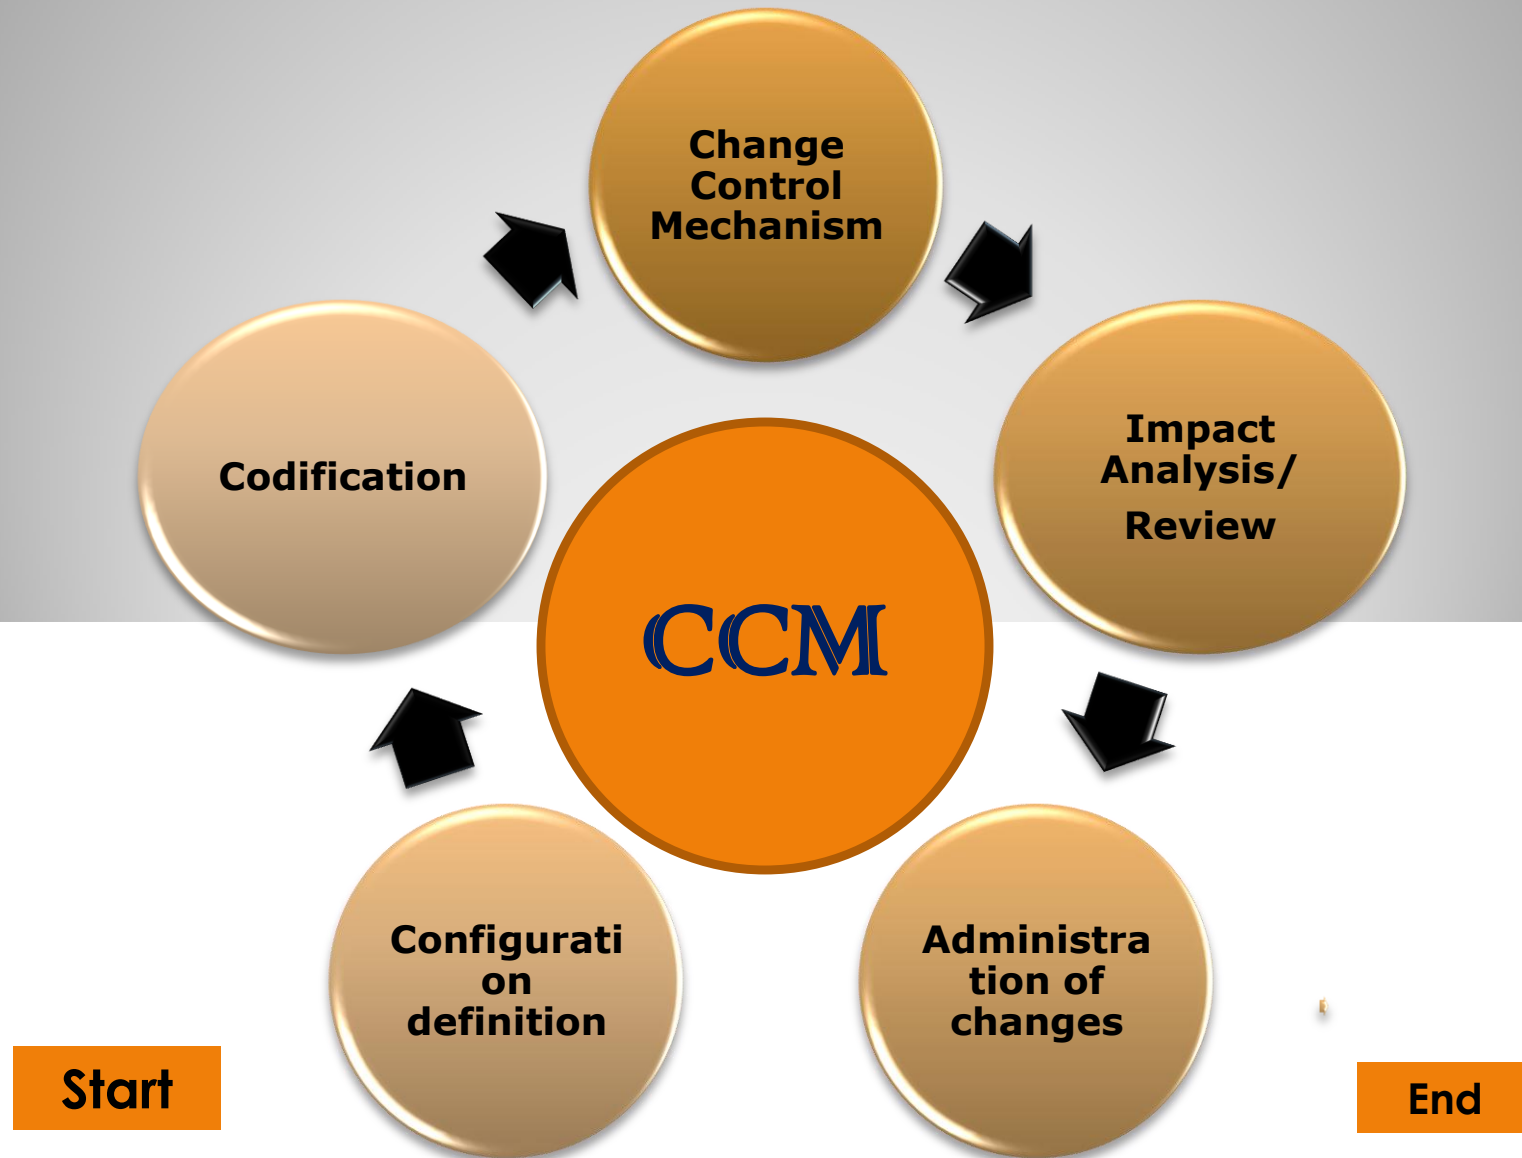 Change
Control
Mechanism
Codification
Impact
Analysis/
Review
CCM
Configurati
on
definition
Administra
tion of
changes
Start
End